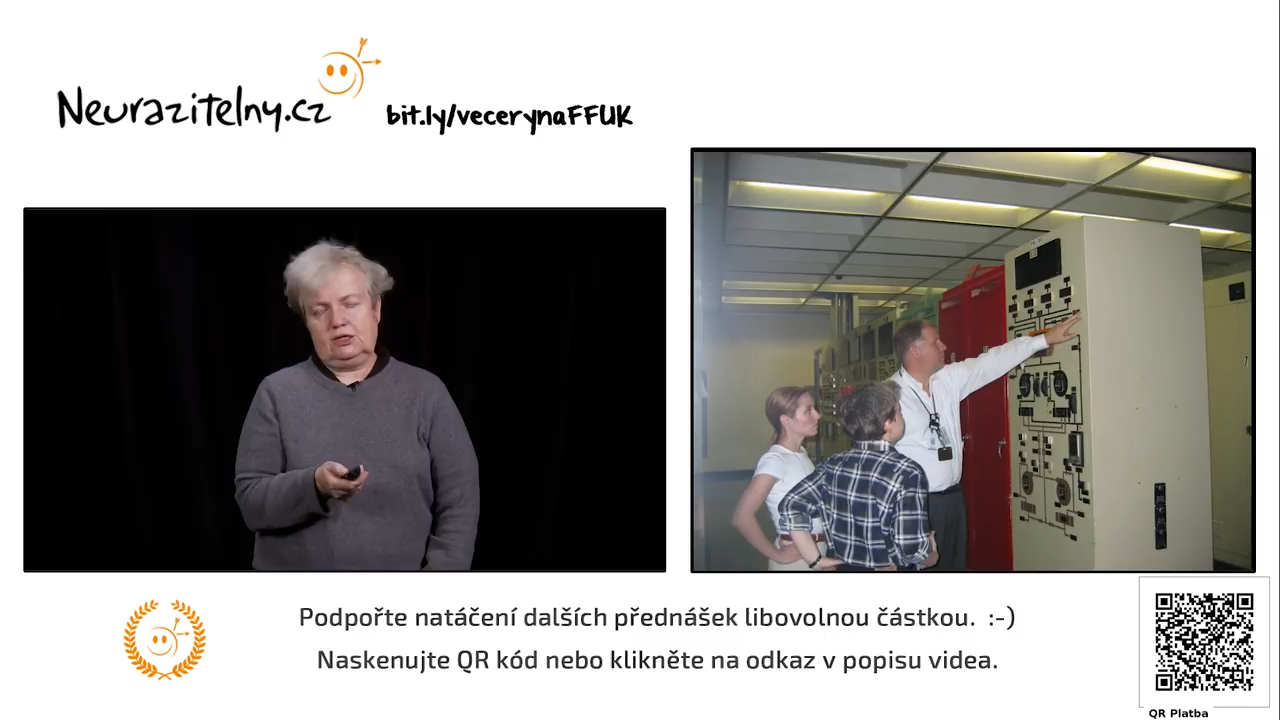 Neurazitelny.cz
bit.ly/vecerynaFFUK
Podpořte natáčení dalších přednášek libovolnou částkou.  :-)
Naskenujte QR kód nebo klikněte na odkaz v popisu videa.
QR Platba